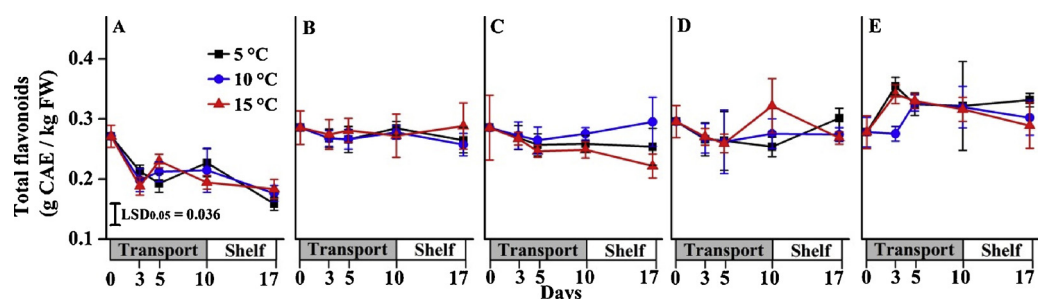 A B C D E
5 °C
10 °C
15 °C
Total flavonoids
(g CAE / kg FW)
0.4
0.3
0.2
0.1
LSD0.05 = 0.036
Transport Shelf Transport Shelf Transport Shelf Transport Shelf Transport Shelf
0 3 5 10 17 0 3 5 10 17 0 3 5 10 17 0 3 5 10 17 0 3 5 10 17
Days